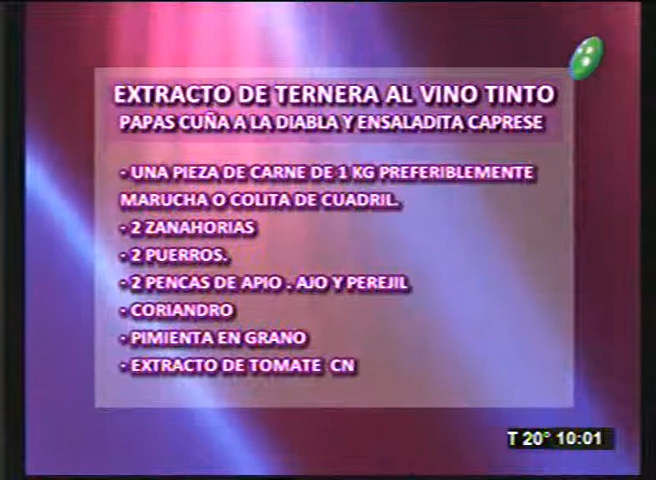 EXTRACTO DE TERNERA AL VINO TINTO
PAPAS CUÑA A LA DIABLA Y ENSALADITA CAPRESE
· UNA PIEZA DE CARNE DE 1 KG PREFERIBLEMENTE
MARUCHA O COLITA DE CUADRIL.
· 2 ZANAHORIAS
· 2 PUERROS.
· 2 PENCAS DE APIO . AJO Y PEREJIL
· CORIANDRO
· PIMIENTA EN GRANO
· EXTRACTO DE TOMATE CN
T 20° 10:01